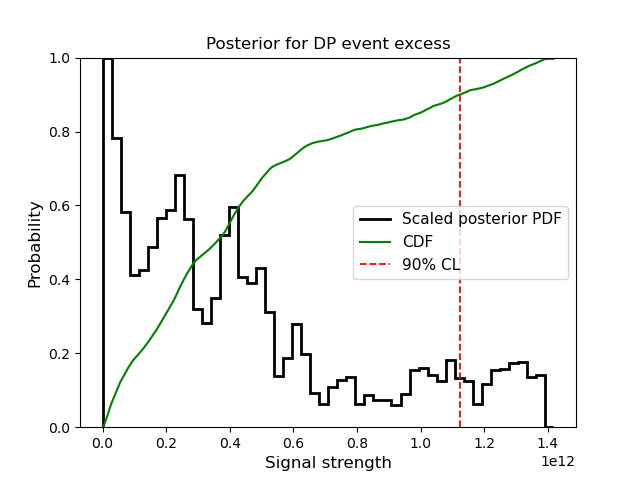 Posterior for DP event excess
Probability
1.0
0.8
0.6
0.4
0.2
0.0
Scaled posterior PDF
CDF
90% CL
0.0 0.2 0.4 0.6 0.8 1.0 1.2 1.4
1e12
Signal strength